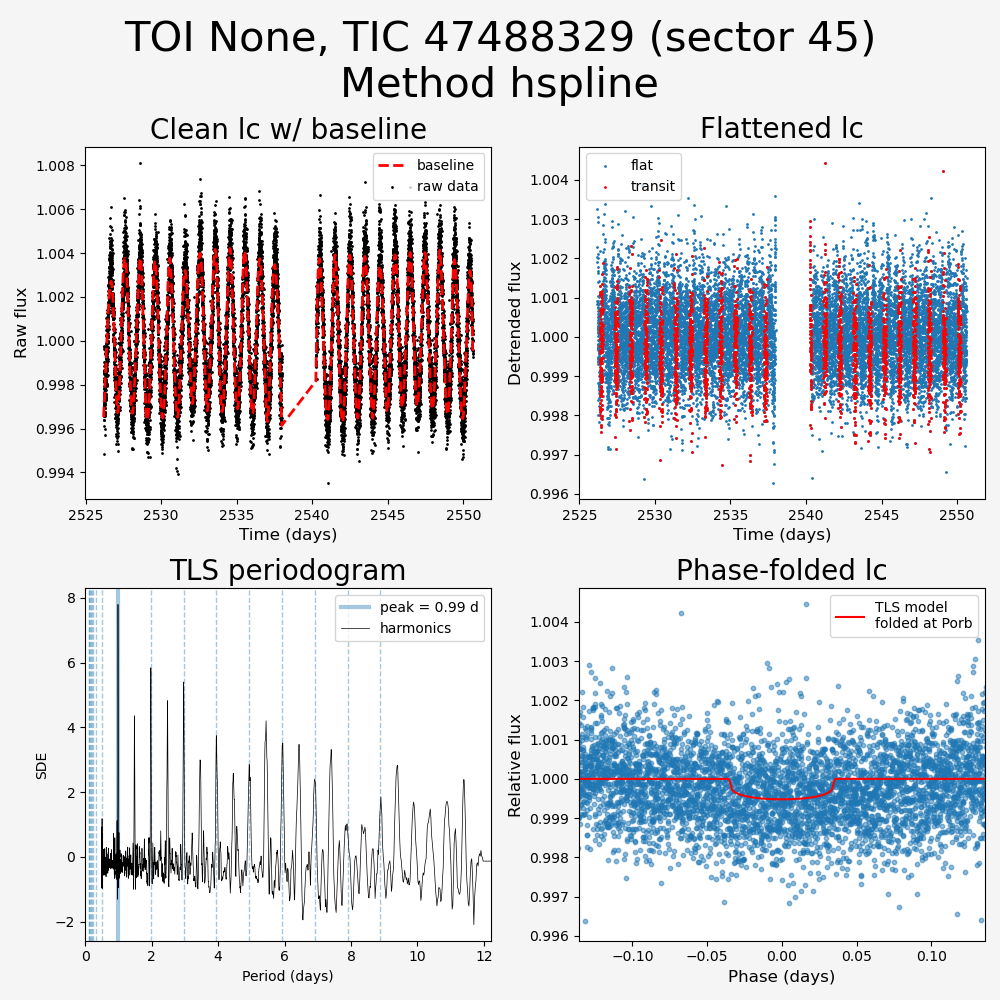 TOI None, TIC 47488329 (sector 45)
Method hspline
Clean lc w/ baseline
Flattened lc
baseline
raw data
flat
transit
1.008
1.006
1.004
1.002
1.000
0.998
0.996
0.994
Raw flux
2525
2530
2535
2540
2545
2550
Time (days)
1.004
1.003
1.002
1.001
1.000
0.999
0.998
0.997
0.996
Detrended flux
2525
2530
2535
2540
2545
2550
Time (days)
TLS periodogram
Phase-folded lc
peak = 0.99 d
harmonics
TLS model
folded at Porb
8
6
4
2
0
−2
SDE
0
2
4
6
8
10
12
Period (days)
1.004
1.003
1.002
1.001
1.000
0.999
0.998
0.997
0.996
Relative flux
−0.10
−0.05
0.00
0.05
0.10
Phase (days)